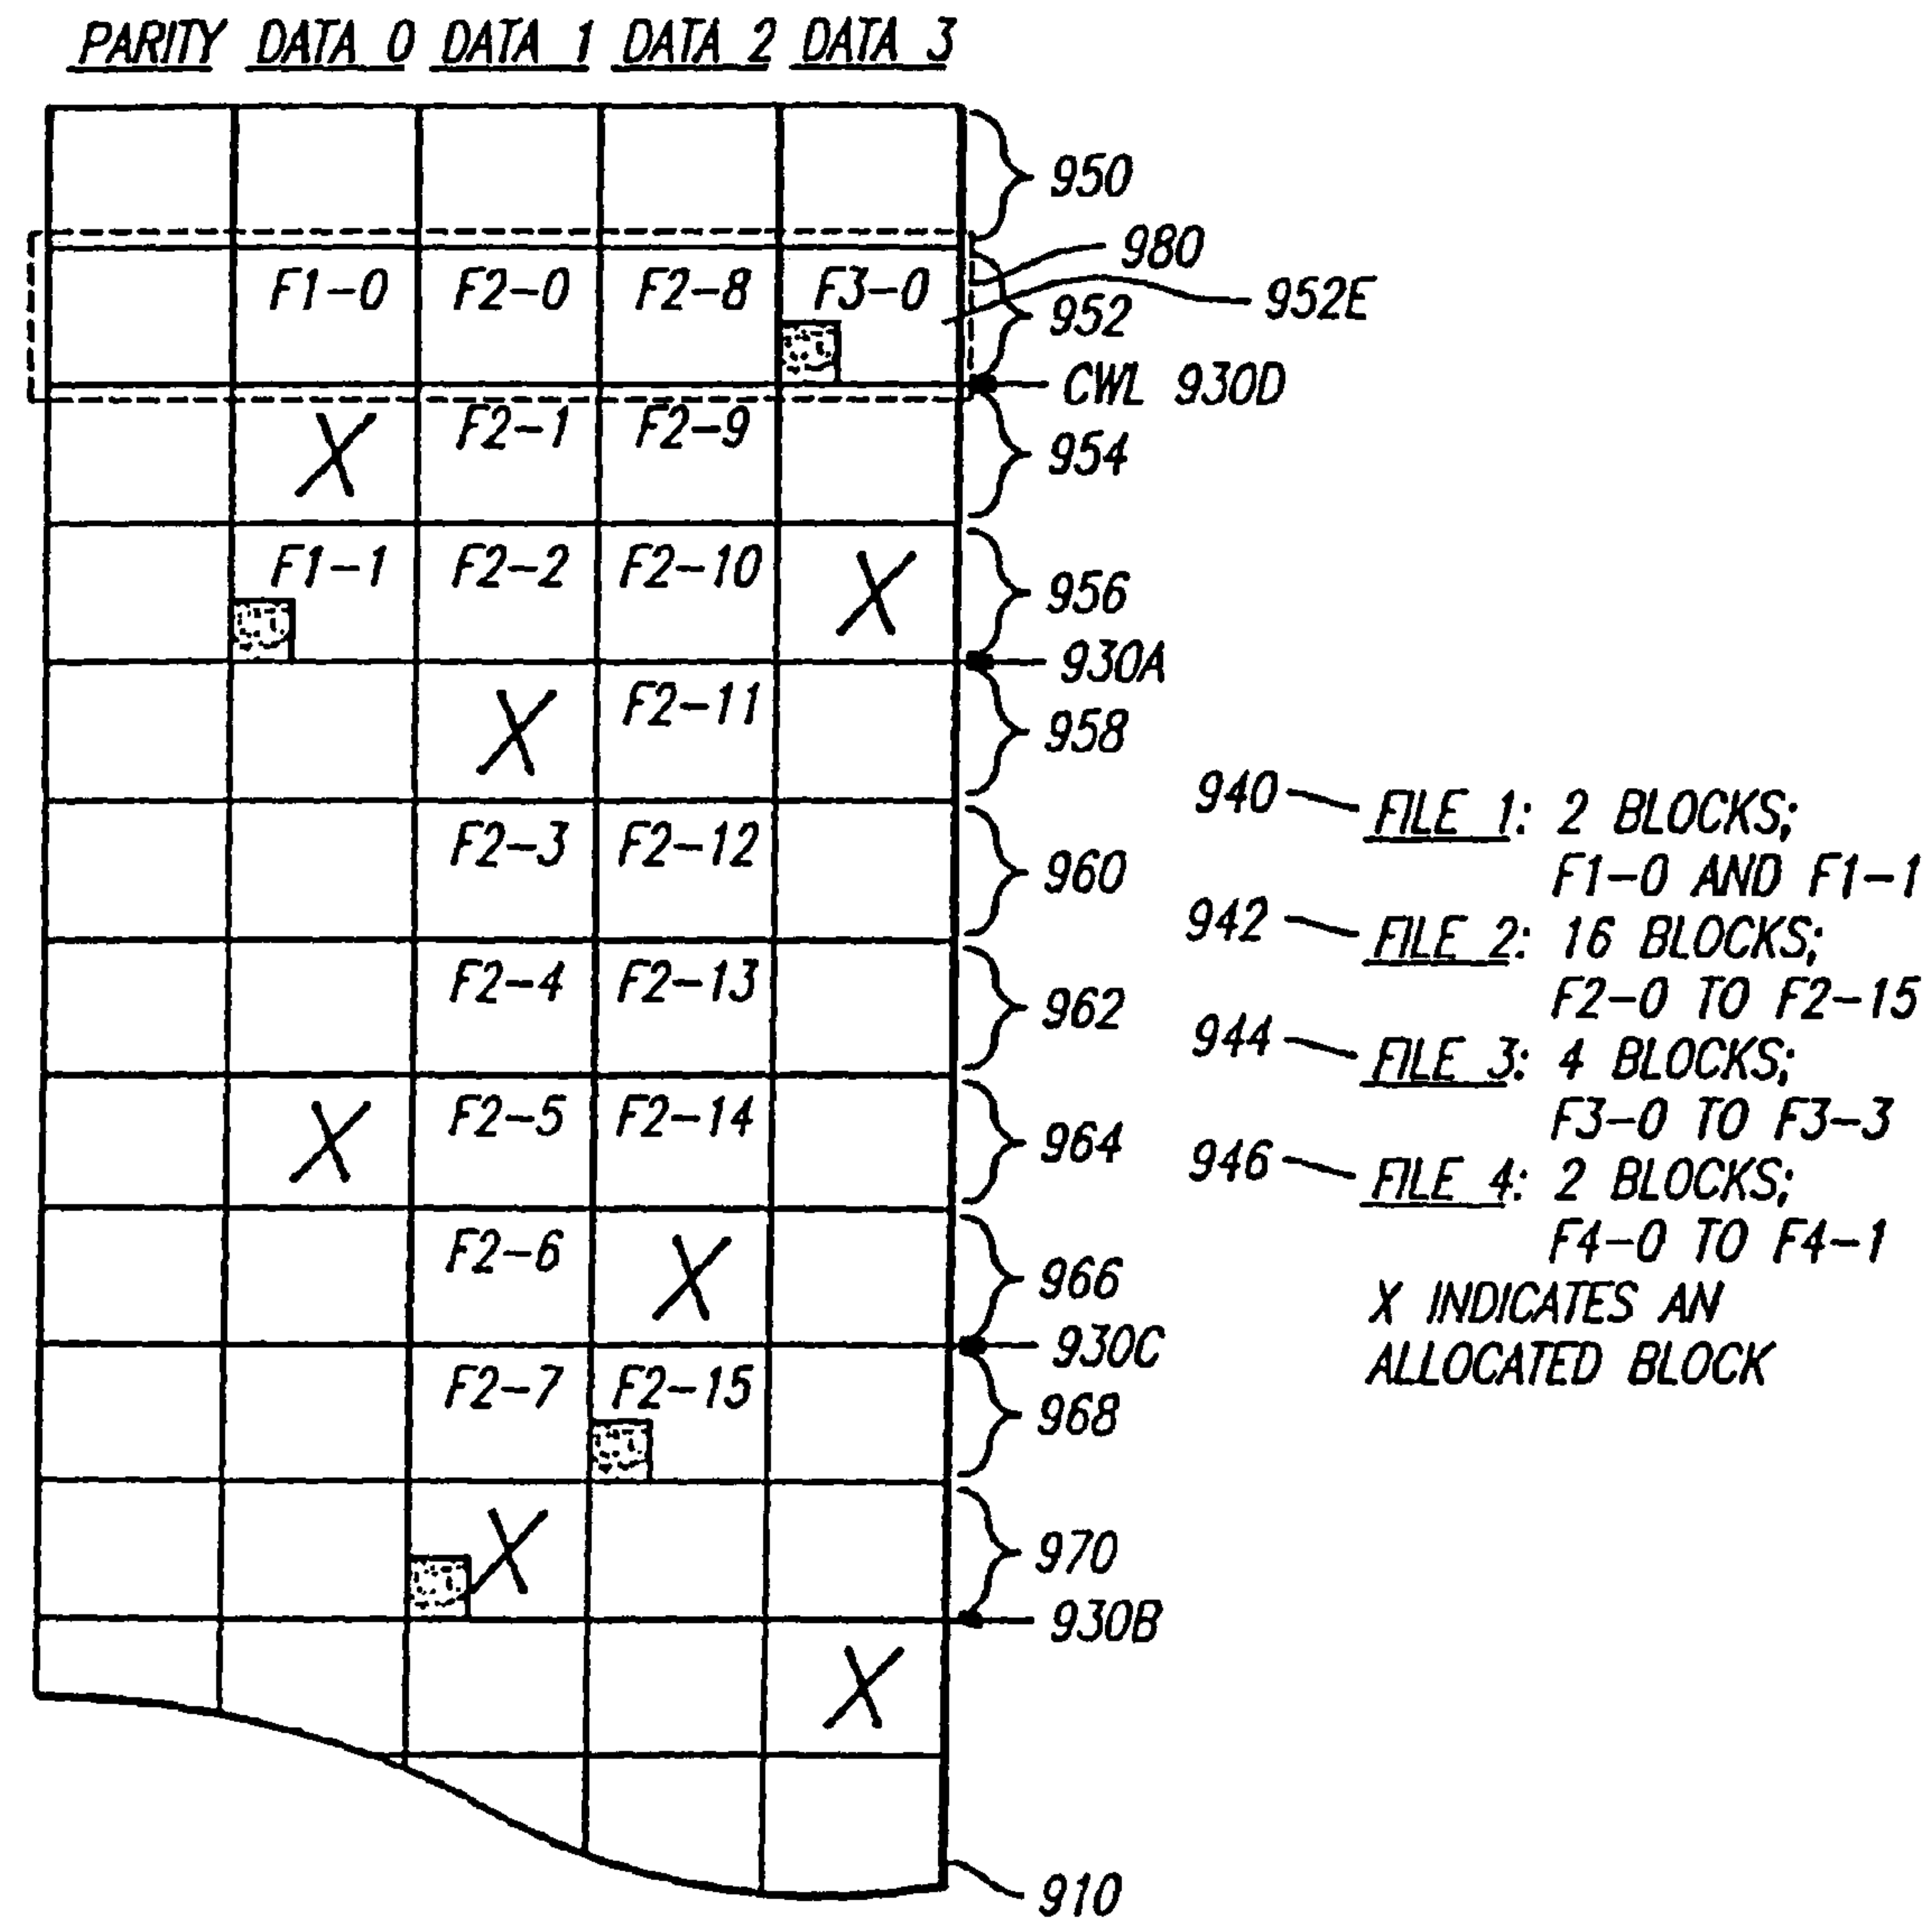 PARITY DATA 0 DATA 1 DATA 2 DATA 3
950
980
F1-0 F2-0 F2-8 F3-0
952E
952
CWL 930D
X F2-1 F2-9
954
F1-1 F2-2 F2-10 X
956
930A
X F2-11
958
940 FILE 1: 2 BLOCKS;
F2-3 F2-12
960
F1-0 AND F1-1
942 FILE 2: 16 BLOCKS;
F2-4 F2-13
962
F2-0 TO F2-15
944 FILE 3: 4 BLOCKS;
X F2-5 F2-14
964
F3-0 TO F3-3
946 FILE 4: 2 BLOCKS;
F2-6 X
966
F4-0 TO F4-1
X INDICATES AN
930C
ALLOCATED BLOCK
F2-7 F2-15
968
X
970
930B
X
910